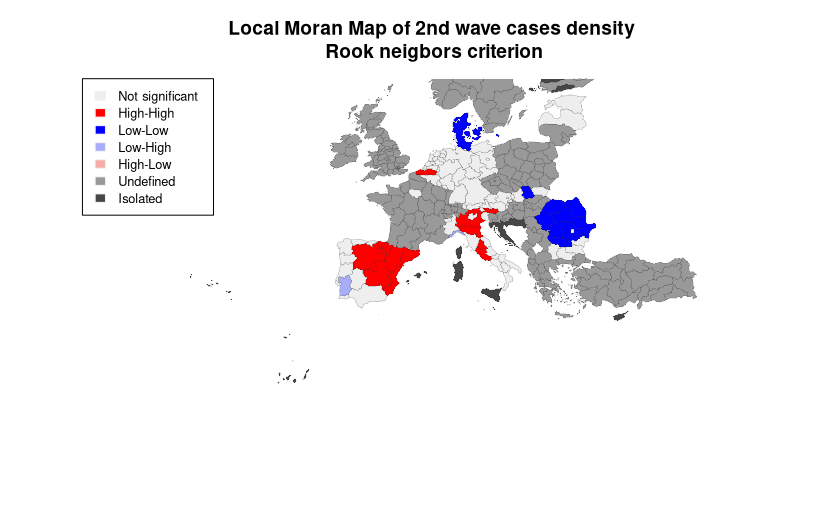 Local Moran Map of 2nd wave cases density
Rook neigbors criterion
Not significant
High-High
Low-Low
Low-High
High-Low
Undefined
Isolated